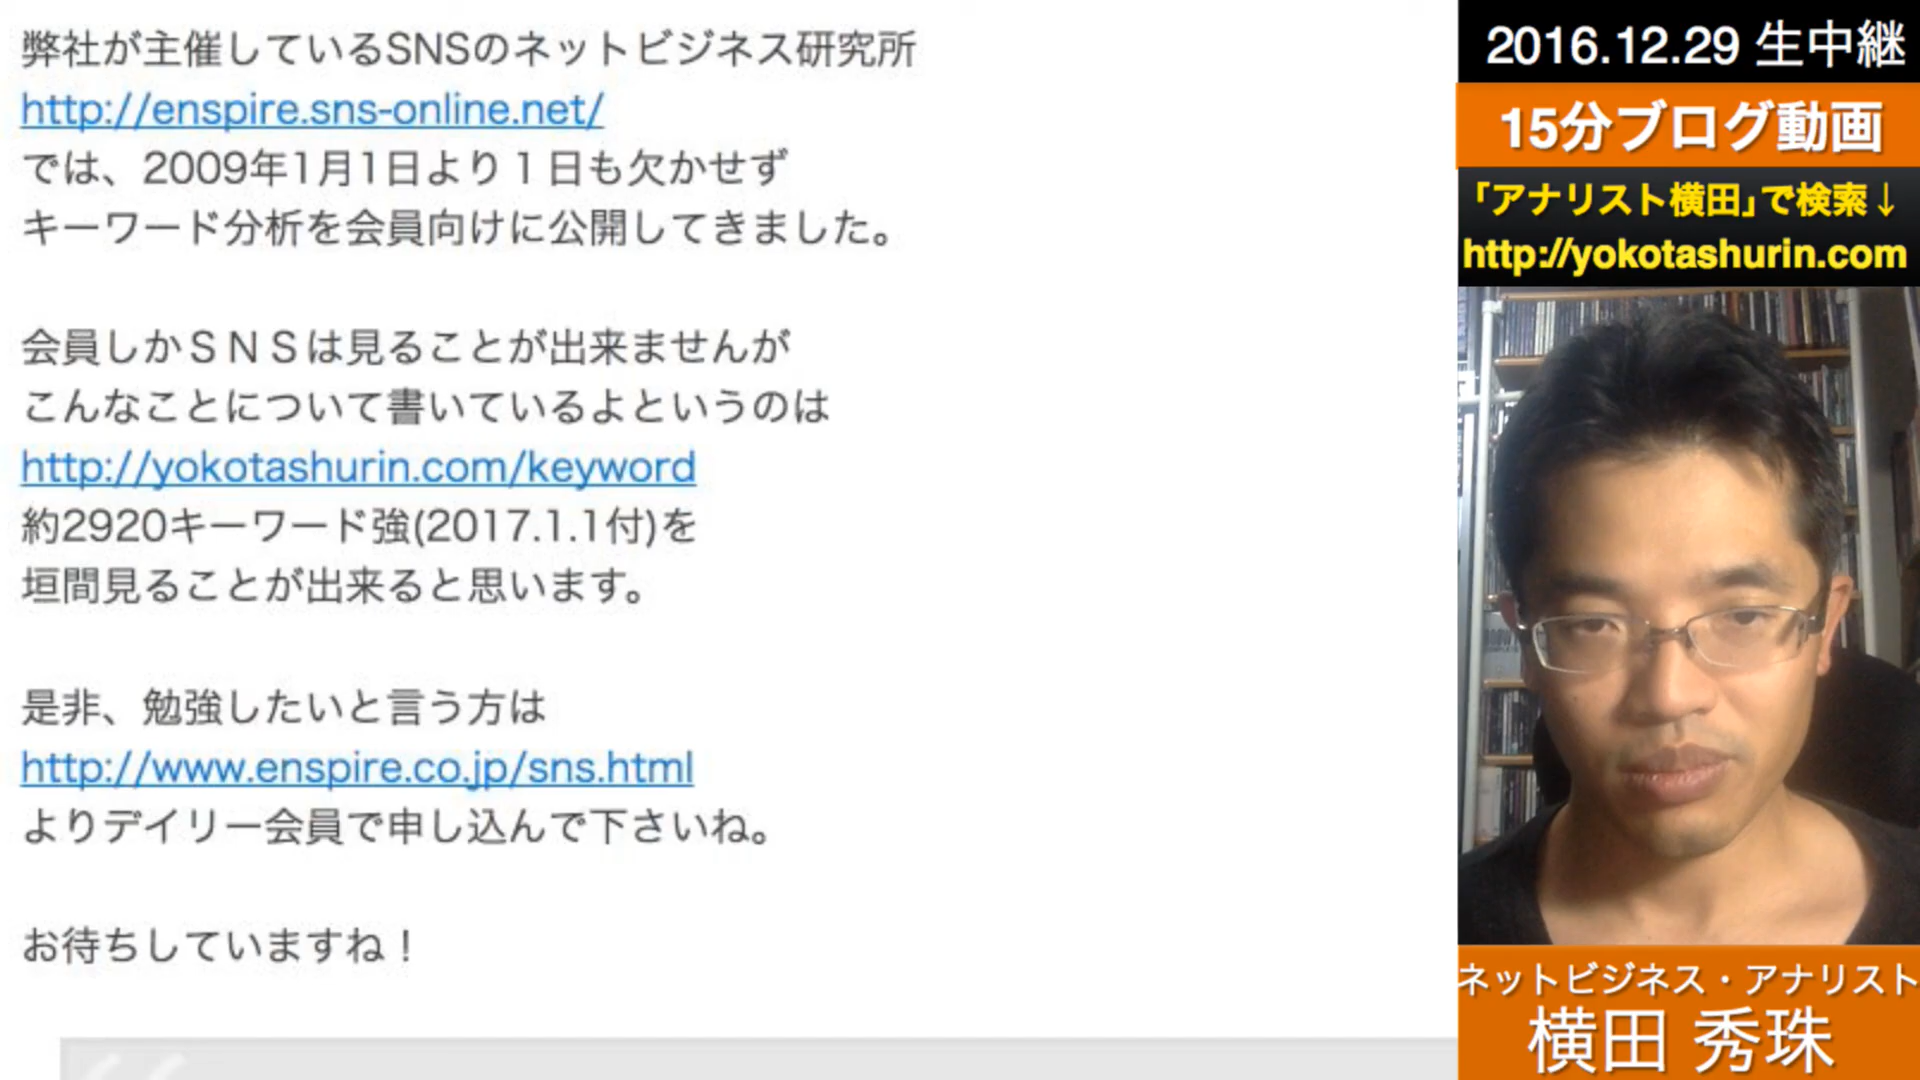 弊社が主催しているSNSのネットビジネス研究所
http://enspire.sns-online.net/
では、2009年1月1日より１日も欠かせず
キーワード分析を会員向けに公開してきました。
会員しかＳＮＳは見ることが出来ませんが
こんなことについて書いているよというのは
http://yokotashurin.com/keyword
約2920キーワード強(2017.1.1付)を
垣間見ることが出来ると思います。
是非、勉強したいと言う方は
http://www.enspire.co.jp/sns.html
よりデイリー会員で申し込んで下さいね。
お待ちしていますね！
2016.12.29 生中継
15分ブログ動画
「アナリスト横田」で検索↓
http://yokotashurin.com
ネットビジネス・アナリスト
横田 秀珠